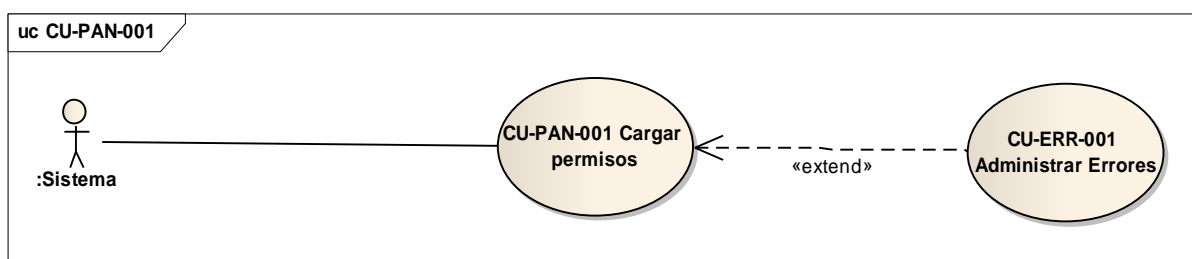 uc CU-PAN-001
:Sistema
CU-PAN-001 Cargar
permisos
«extend»
CU-ERR-001
Administrar Errores